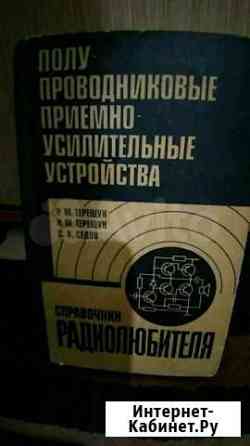 ПОЛУ
ПРОВОДНИКОВЫЕ
ПРИЕМНО-
УСИЛИТЕЛЬНЫЕ
УСТРОЙСТВА
Р. М. ТЕРЕЩУК
К. М. ТЕРЕЩУК
С. А. СЕДОВ
СПРАВОЧНИК
РАДИОЛЮБИТЕЛЯ
Интернет-
Кабинет.Ру